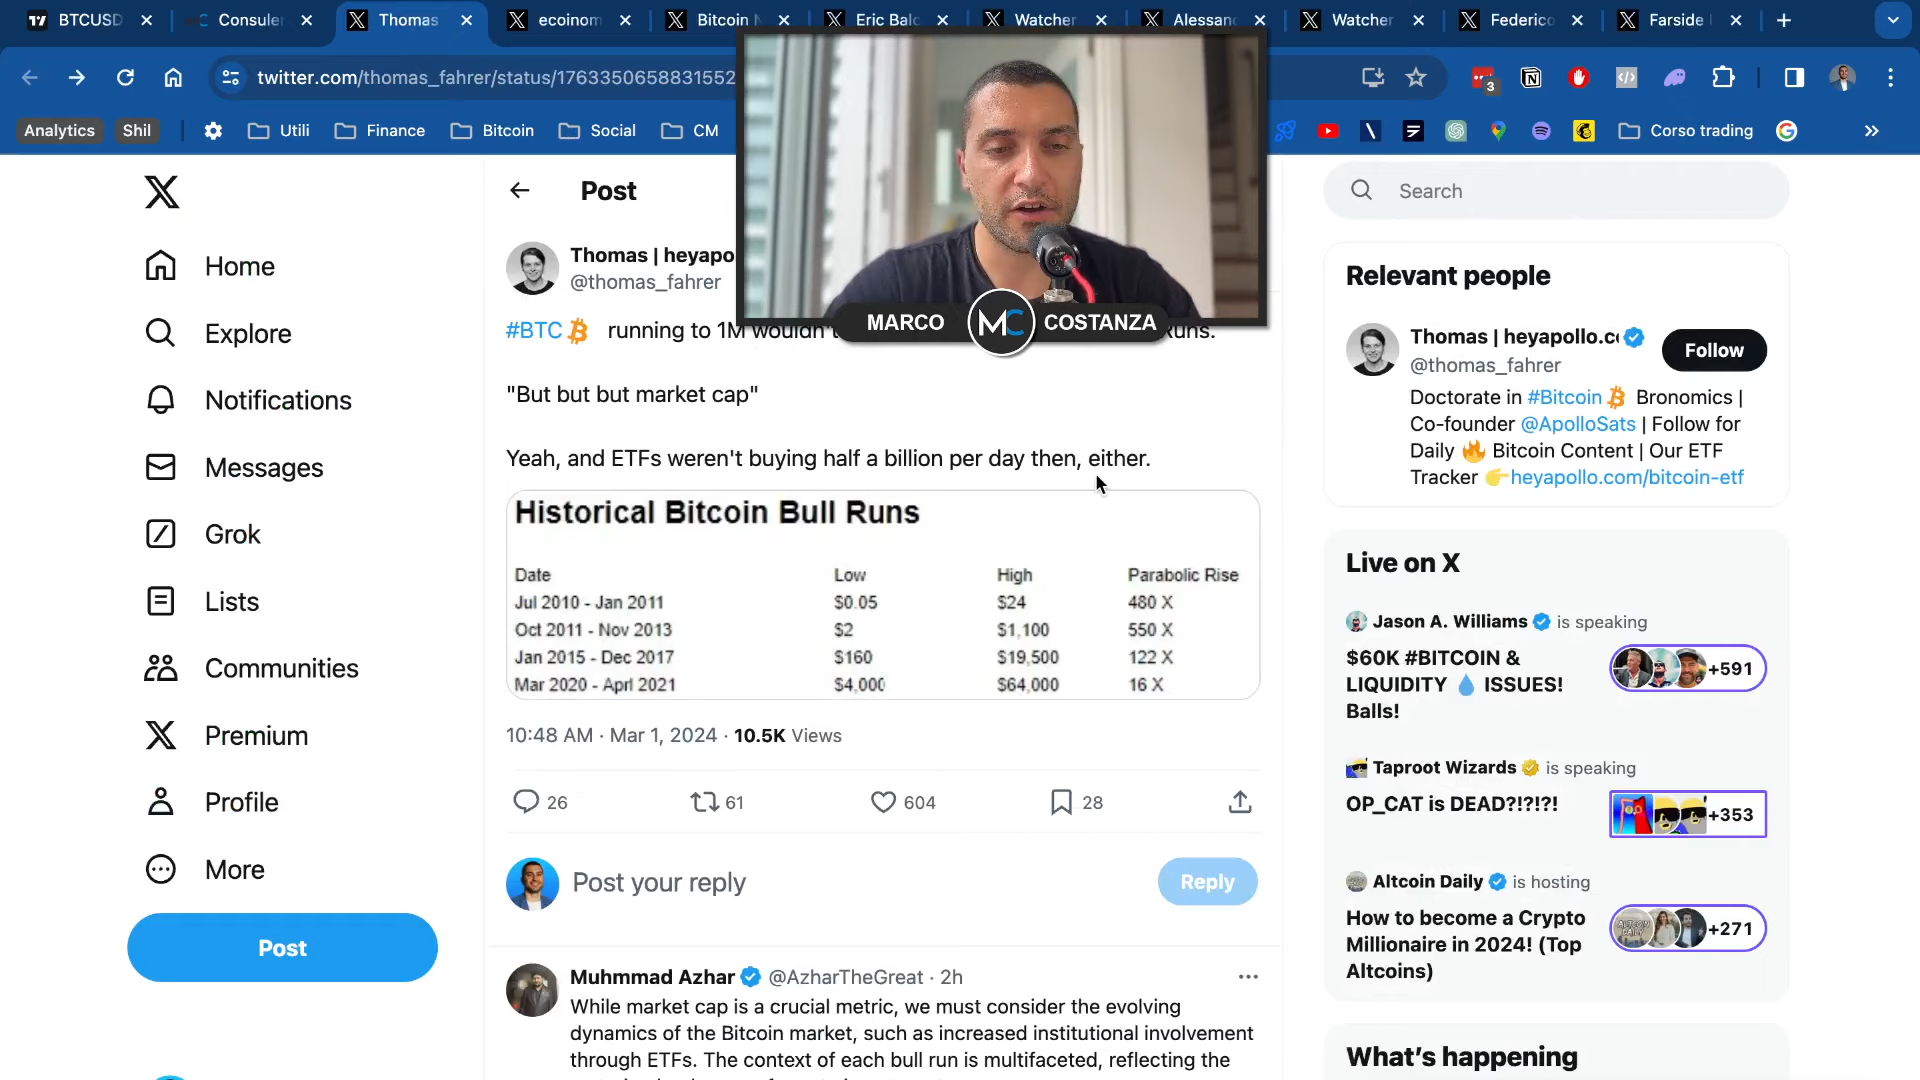 BTCUSD
Consule
Thomas
ecoinom
Bitcoin
Eric Balc
Watcher
Alessan
Watcher
Federico
Farside
twitter.com/thomas_fahrer/status/1763350658831552
3
Analytics
Shil
Utili
Finance
Bitcoin
Social
CM
Corso trading
Home
Explore
Notifications
Messages
Grok
Lists
Communities
Premium
Profile
More
Post
Post
Thomas | heyapo
@thomas_fahrer
#BTC running to 1M wouldn't runs.
"But but but market cap"
Yeah, and ETFs weren't buying half a billion per day then, either.
Historical Bitcoin Bull Runs
Date Low High Parabolic Rise
Jul 2010 - Jan 2011 $0.05 $24 480 X
Oct 2011 - Nov 2013 $2 $1,100 550 X
Jan 2015 - Dec 2017 $160 $19,500 122 X
Mar 2020 - Aprl 2021 $4,000 $64,000 16 X
10:48 AM · Mar 1, 2024 · 10.5K Views
26 61 604 28
Post your reply
Reply
Muhmmad Azhar @AzharTheGreat · 2h
While market cap is a crucial metric, we must consider the evolving
dynamics of the Bitcoin market, such as increased institutional involvement
through ETFs. The context of each bull run is multifaceted, reflecting the
MARCO MC COSTANZA
Search
Relevant people
Thomas | heyapollo.c
@thomas_fahrer
Follow
Doctorate in #Bitcoin Bronomics |
Co-founder @ApolloSats | Follow for
Daily Bitcoin Content | Our ETF
Tracker heyapollo.com/bitcoin-etf
Live on X
Jason A. Williams is speaking
$60K #BITCOIN &
LIQUIDITY ISSUES!
Balls!
+591
Taproot Wizards is speaking
OP_CAT is DEAD?!?!?!
+353
Altcoin Daily is hosting
How to become a Crypto
Millionaire in 2024! (Top
Altcoins)
+271
What's happening